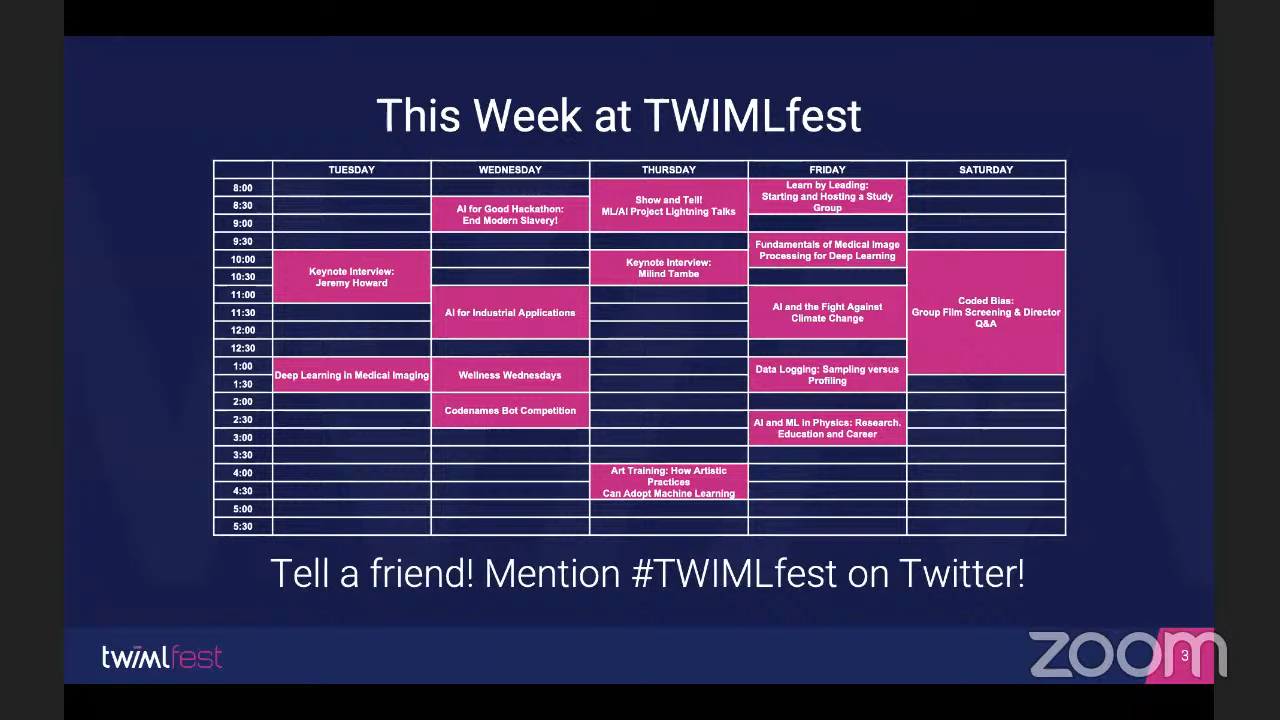 This Week at TWIMLfest
TUESDAY
WEDNESDAY
THURSDAY
FRIDAY
SATURDAY
8:00
8:30
9:00
9:30
10:00
10:30
11:00
11:30
12:00
12:30
1:00
1:30
2:00
2:30
3:00
3:30
4:00
4:30
5:00
5:30
Keynote Interview:
Jeremy Howard
Deep Learning in Medical Imaging
AI for Good Hackathon:
End Modern Slavery!
AI for Industrial Applications
Wellness Wednesdays
Codenames Bot Competition
Show and Tell!
ML/AI Project Lightning Talks
Keynote Interview:
Milind Tambe
Art Training: How Artistic
Practices
Can Adopt Machine Learning
Learn by Leading:
Starting and Hosting a Study
Group
Fundamentals of Medical Image
Processing for Deep Learning
AI and the Fight Against
Climate Change
Data Logging: Sampling versus
Profiling
AI and ML in Physics: Research,
Education and Career
Coded Bias:
Group Film Screening & Director
Q&A
Tell a friend! Mention #TWIMLfest on Twitter!
twimlfest
zoom
3